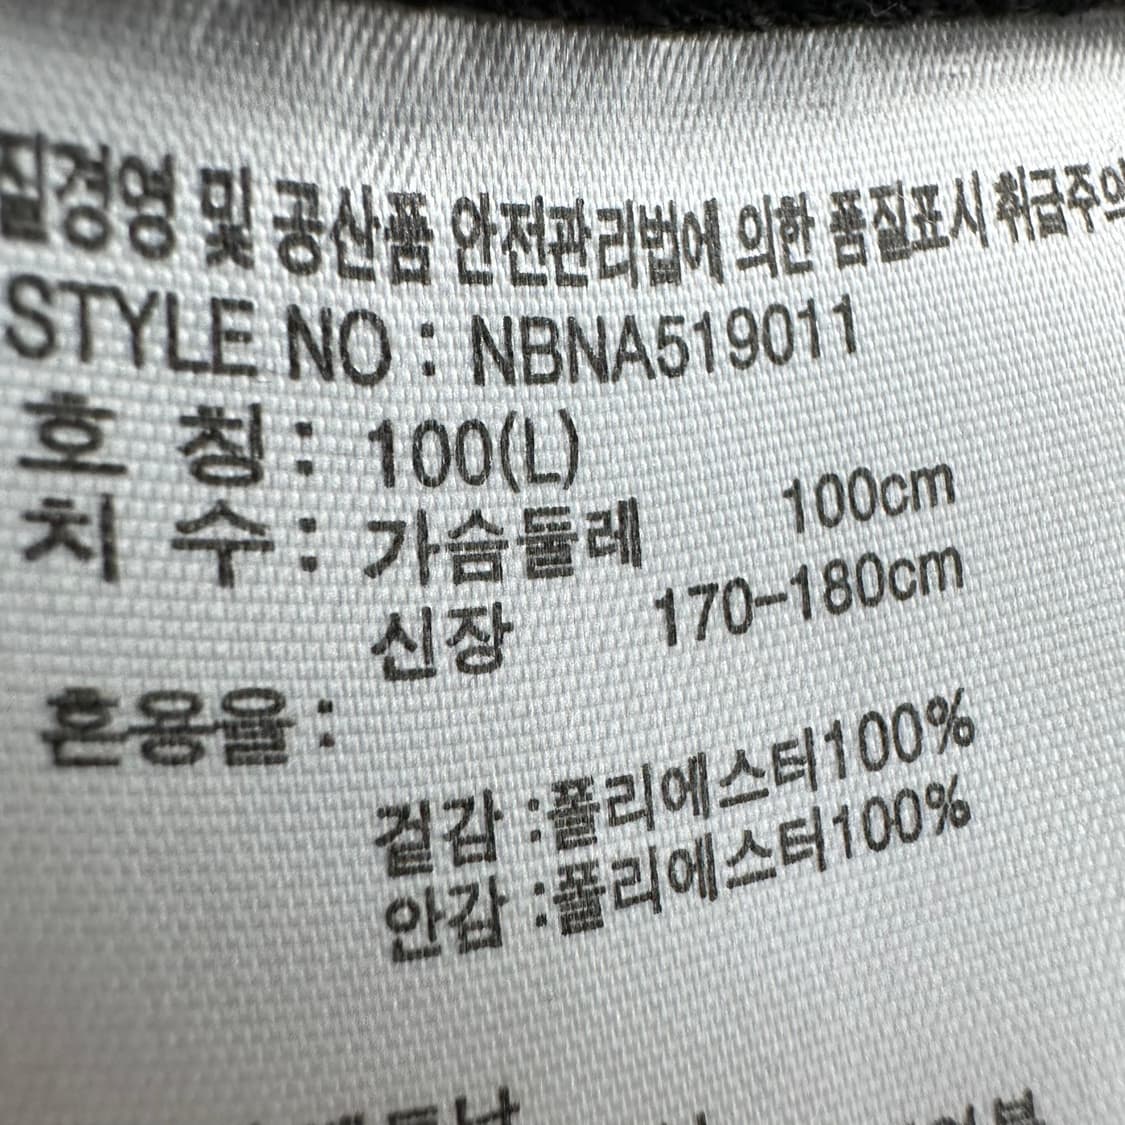 질경영 및 공산품 안전관리법에 의한 품질표시 취급주의
STYLE NO : NBNA519011
호 칭 : 100(L)
치 수 : 가슴둘레 100cm
신장 170-180cm
혼용율 :
겉감 :폴리에스터100%
안감 :폴리에스터100%